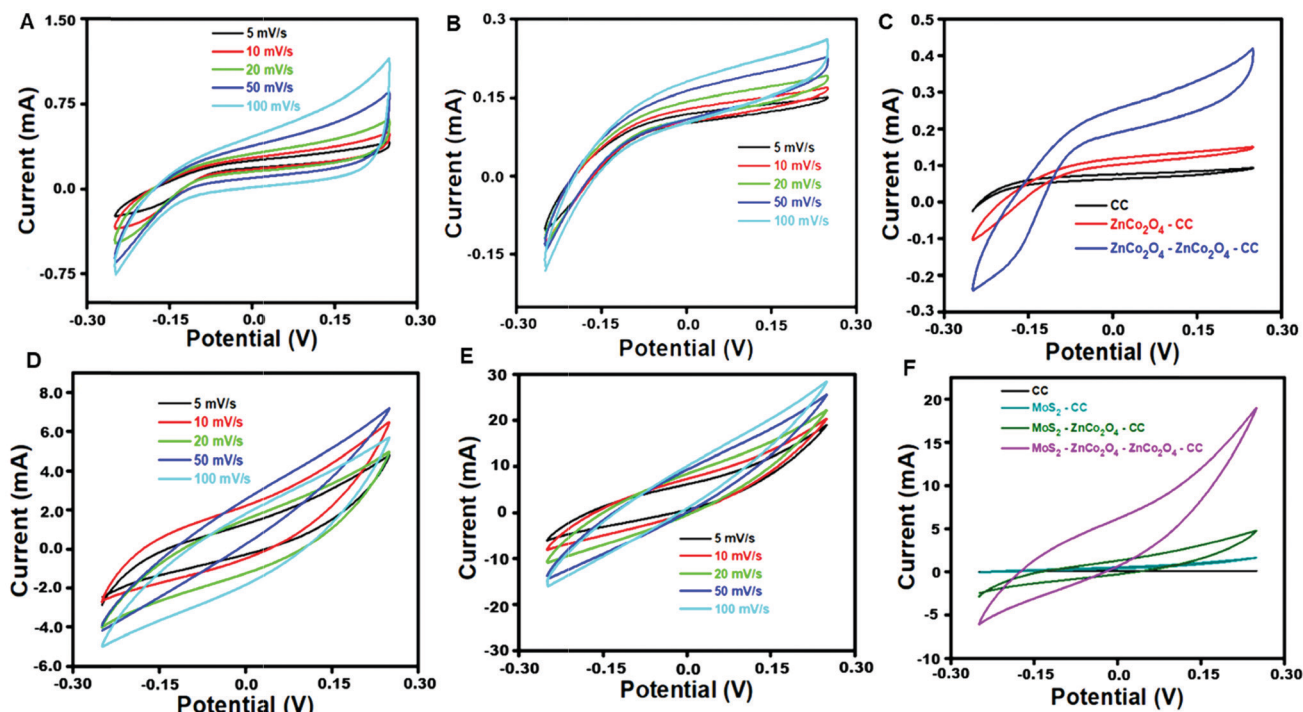 A
Current (mA)
1.50
0.75
0.0
-0.75
5 mV/s
10 mV/s
20 mV/s
50 mV/s
100 mV/s
-0.30 -0.15 0.0 0.15 0.30
Potential (V)
B
Current (mA)
0.3
0.15
0.0
-0.15
5 mV/s
10 mV/s
20 mV/s
50 mV/s
100 mV/s
-0.30 -0.15 0.0 0.15 0.30
Potential (V)
C
Current (mA)
0.5
0.4
0.3
0.2
0.1
0.0
-0.1
-0.2
0.3
CC
ZnCo₂O₄ - CC
ZnCo₂O₄ - ZnCo₂O₄ - CC
-0.30 -0.15 0.0 0.15 0.30
Potential (V)
D
Current (mA)
8.0
6.0
4.0
2.0
0.0
-2.0
-4.0
-6.0
5 mV/s
10 mV/s
20 mV/s
50 mV/s
100 mV/s
-0.30 -0.15 0.0 0.15 0.30
Potential (V)
E
Current (mA)
30
20
10
0
-10
-20
-30
5 mV/s
10 mV/s
20 mV/s
50 mV/s
100 mV/s
-0.30 -0.15 0.0 0.15 0.30
Potential (V)
F
Current (mA)
20
15
10
5
0
-5
-10
CC
MoS₂ - CC
MoS₂ - ZnCo₂O₄ - CC
MoS₂ - ZnCo₂O₄ - ZnCo₂O₄ - CC
-0.30 -0.15 0.0 0.15 0.30
Potential (V)